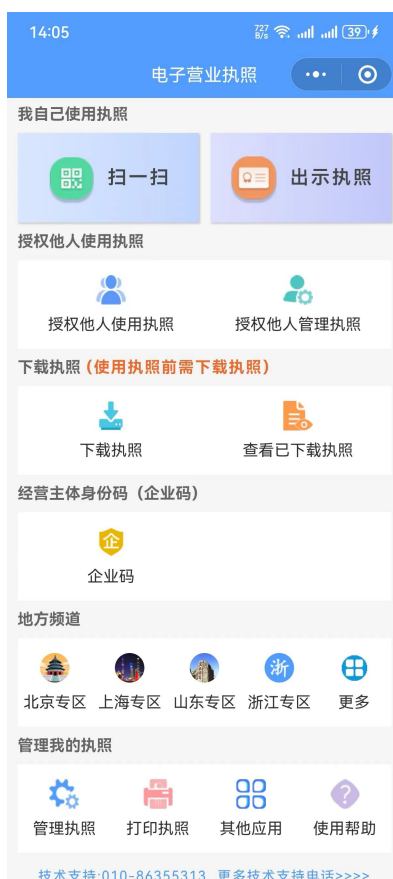 14:05 727 B/s 39
电子营业执照
我自己使用执照
扫一扫 出示执照
授权他人使用执照
授权他人使用执照 授权他人管理执照
下载执照(使用执照前需下载执照)
下载执照 查看已下载执照
经营主体身份码（企业码）
企
企业码
地方频道
浙
北京专区 上海专区 山东专区 浙江专区 更多
管理我的执照
管理执照 打印执照 其他应用 使用帮助
技术支持:010-86355313 更多技术支持电话>>>>